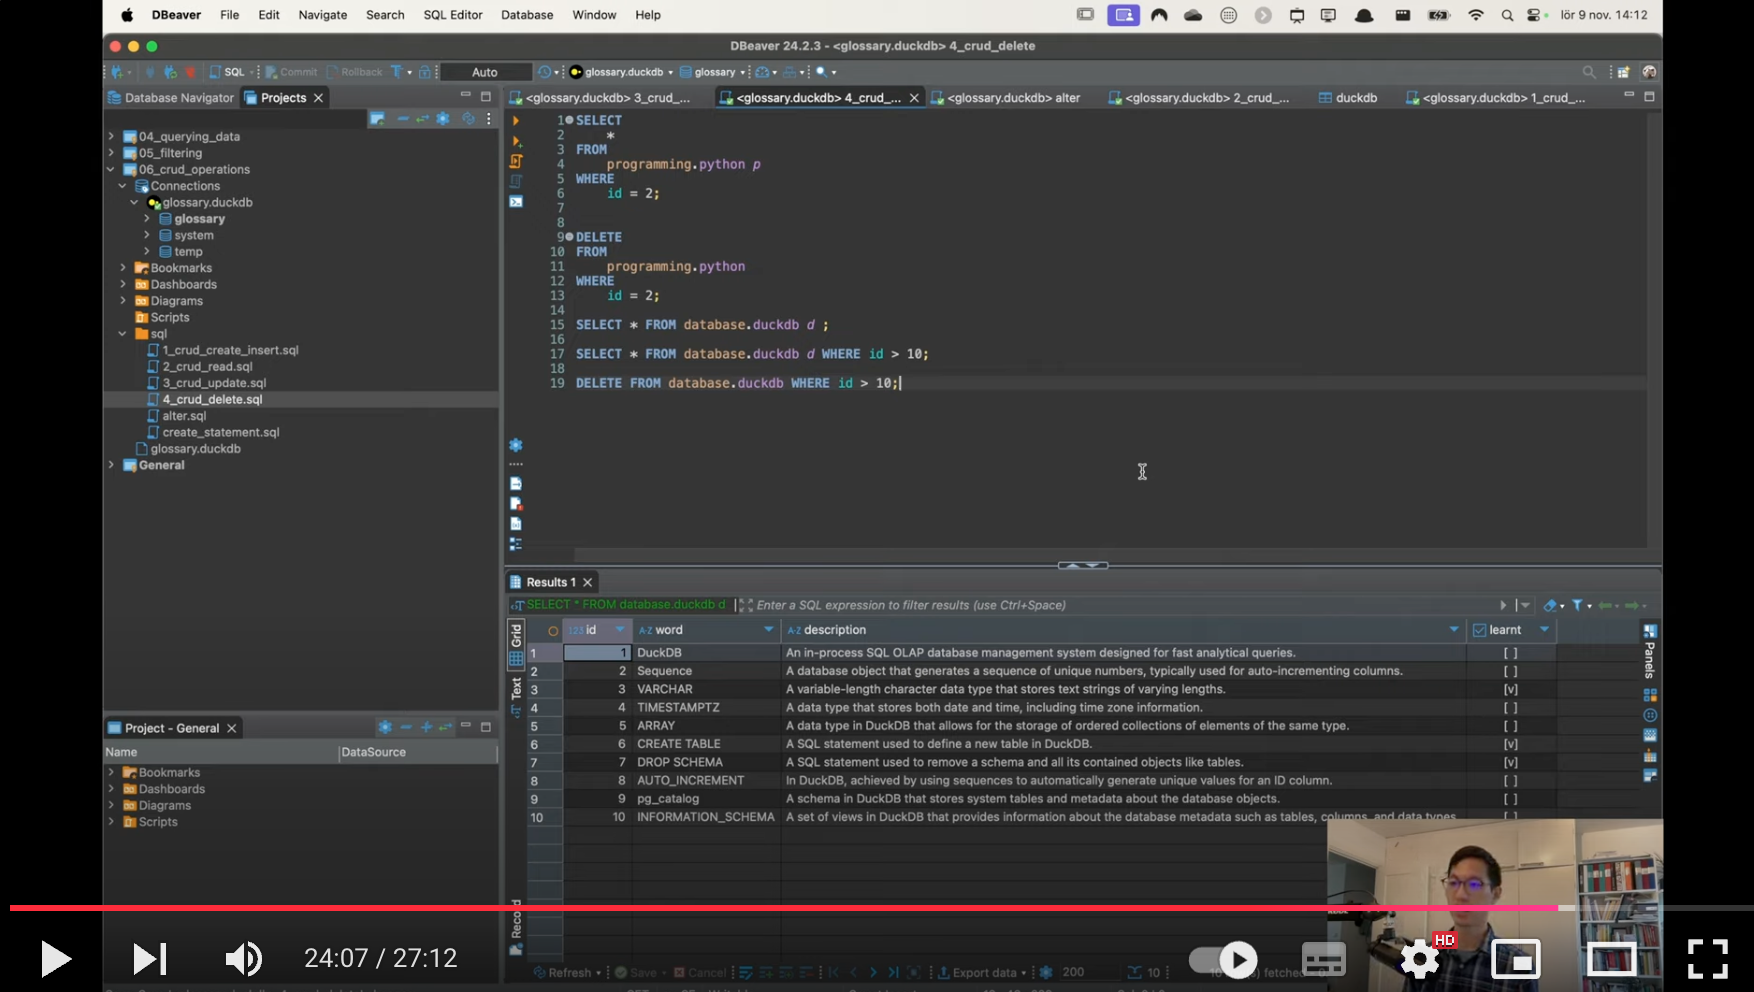 DBeaver File Edit Navigate Search SQL Editor Database Window Help lör 9 nov. 14:12
DBeaver 24.2.3 - <glossary.duckdb> 4_crud_delete
SQL Commit Rollback T Auto glossary.duckdb glossary
Database Navigator Projects
<glossary.duckdb> 3_crud_... <glossary.duckdb> 4_crud_... <glossary.duckdb> alter <glossary.duckdb> 2_crud_... duckdb <glossary.duckdb> 1_crud_...
04_querying_data
05_filtering
06_crud_operations
Connections
glossary.duckdb
glossary
system
temp
Bookmarks
Dashboards
Diagrams
Scripts
sql
1_crud_create_insert.sql
2_crud_read.sql
3_crud_update.sql
4_crud_delete.sql
alter.sql
create_statement.sql
glossary.duckdb
General
1 SELECT
2 *
3 FROM
4 programming.python p
5 WHERE
6 id = 2;
7
8
9 DELETE
10 FROM
11 programming.python
12 WHERE
13 id = 2;
14
15 SELECT * FROM database.duckdb d ;
16
17 SELECT * FROM database.duckdb d WHERE id > 10;
18
19 DELETE FROM database.duckdb WHERE id > 10;
Project - General
Name DataSource
Bookmarks
Dashboards
Diagrams
Scripts
Results 1
SELECT * FROM database.duckdb d Enter a SQL expression to filter results (use Ctrl+Space)
Grid
Text
Record
Panels
123 id A-Z word A-Z description learnt
1 1 DuckDB An in-process SQL OLAP database management system designed for fast analytical queries. [ ]
2 2 Sequence A database object that generates a sequence of unique numbers, typically used for auto-incrementing columns. [ ]
3 3 VARCHAR A variable-length character data type that stores text strings of varying lengths. [v]
4 4 TIMESTAMPTZ A data type that stores both date and time, including time zone information. [ ]
5 5 ARRAY A data type in DuckDB that allows for the storage of ordered collections of elements of the same type. [ ]
6 6 CREATE TABLE A SQL statement used to define a new table in DuckDB. [v]
7 7 DROP SCHEMA A SQL statement used to remove a schema and all its contained objects like tables. [v]
8 8 AUTO_INCREMENT In DuckDB, achieved by using sequences to automatically generate unique values for an ID column. [ ]
9 9 pg_catalog A schema in DuckDB that stores system tables and metadata about the database objects. [ ]
10 10 INFORMATION_SCHEMA A set of views in DuckDB that provides information about the database metadata such as tables, columns, and data types. [ ]
Refresh Save Cancel Export data 200 10
24:07 / 27:12
HD